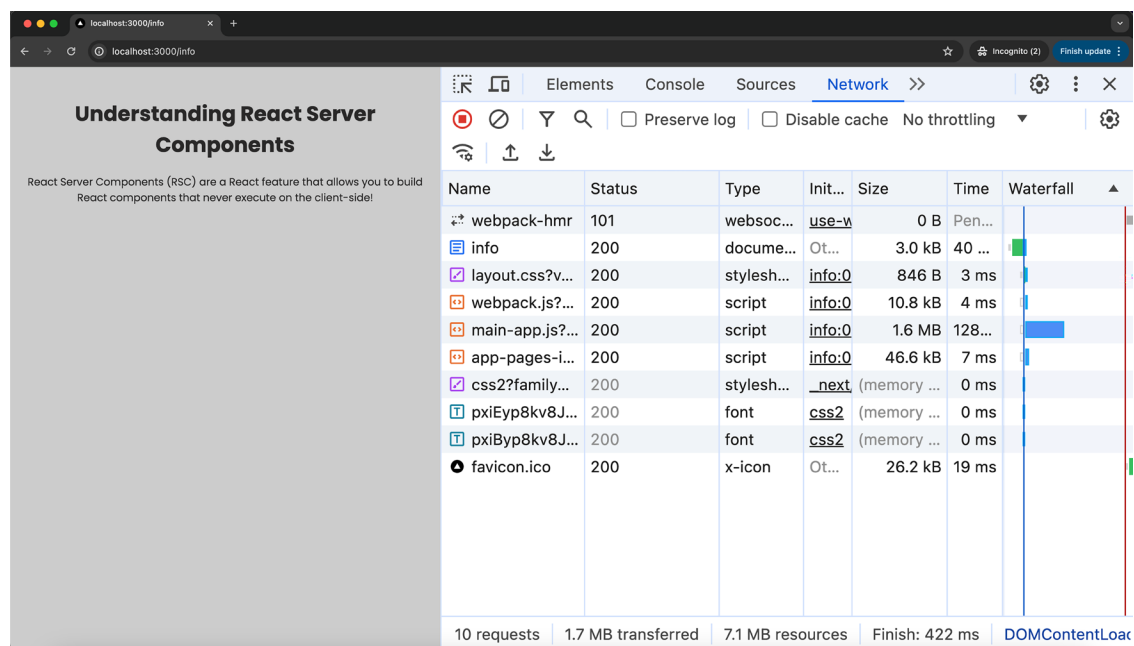 localhost:3000/info
localhost:3000/info
Incognito (2)
Finish update
Understanding React Server
Components
React Server Components (RSC) are a React feature that allows you to build
React components that never execute on the client-side!
Elements Console Sources Network
Preserve log Disable cache No throttling
Name Status Type Init... Size Time Waterfall
webpack-hmr 101 websoc... use-w 0 B Pen...
info 200 docume... Ot... 3.0 kB 40 ...
layout.css?v... 200 stylesh... info:0 846 B 3 ms
webpack.js?... 200 script info:0 10.8 kB 4 ms
main-app.js?... 200 script info:0 1.6 MB 128...
app-pages-i... 200 script info:0 46.6 kB 7 ms
css2?family... 200 stylesh... _next, (memory ... 0 ms
pxiEyp8kv8J... 200 font css2 (memory ... 0 ms
pxiByp8kv8J... 200 font css2 (memory ... 0 ms
favicon.ico 200 x-icon Ot... 26.2 kB 19 ms
10 requests 1.7 MB transferred 7.1 MB resources Finish: 422 ms DOMContentLoad